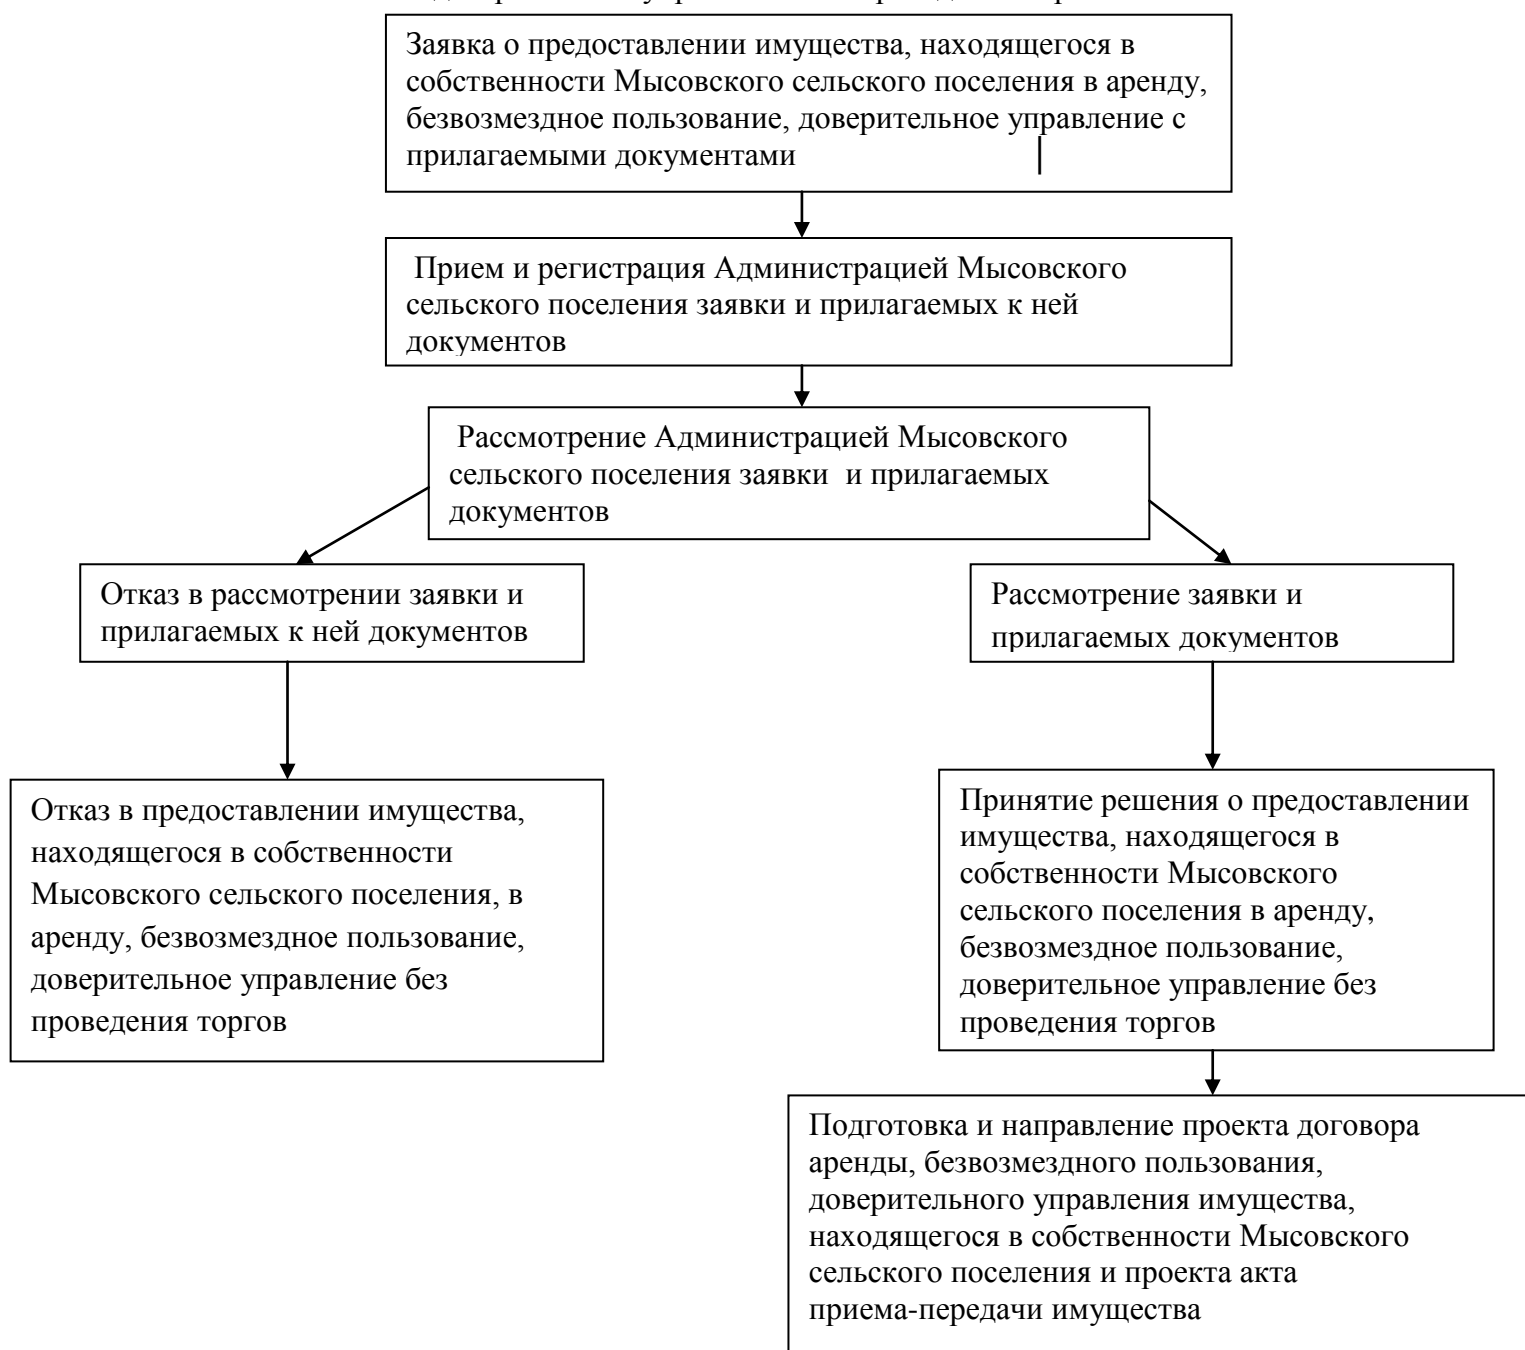 Заявка о предоставлении имущества, находящегося в
собственности Мысовского сельского поселения в аренду,
безвозмездное пользование, доверительное управление с
прилагаемыми документами
Прием и регистрация Администрацией Мысовского
сельского поселения заявки и прилагаемых к ней
документов
Рассмотрение Администрацией Мысовского
сельского поселения заявки и прилагаемых
документов
Отказ в рассмотрении заявки и
прилагаемых к ней документов
Рассмотрение заявки и
прилагаемых документов
Отказ в предоставлении имущества,
находящегося в собственности
Мысовского сельского поселения, в
аренду, безвозмездное пользование,
доверительное управление без
проведения торгов
Принятие решения о предоставлении
имущества, находящегося в
собственности Мысовского
сельского поселения в аренду,
безвозмездное пользование,
доверительное управление без
проведения торгов
Подготовка и направление проекта договора
аренды, безвозмездного пользования,
доверительного управления имущества,
находящегося в собственности Мысовского
сельского поселения и проекта акта
приема-передачи имущества